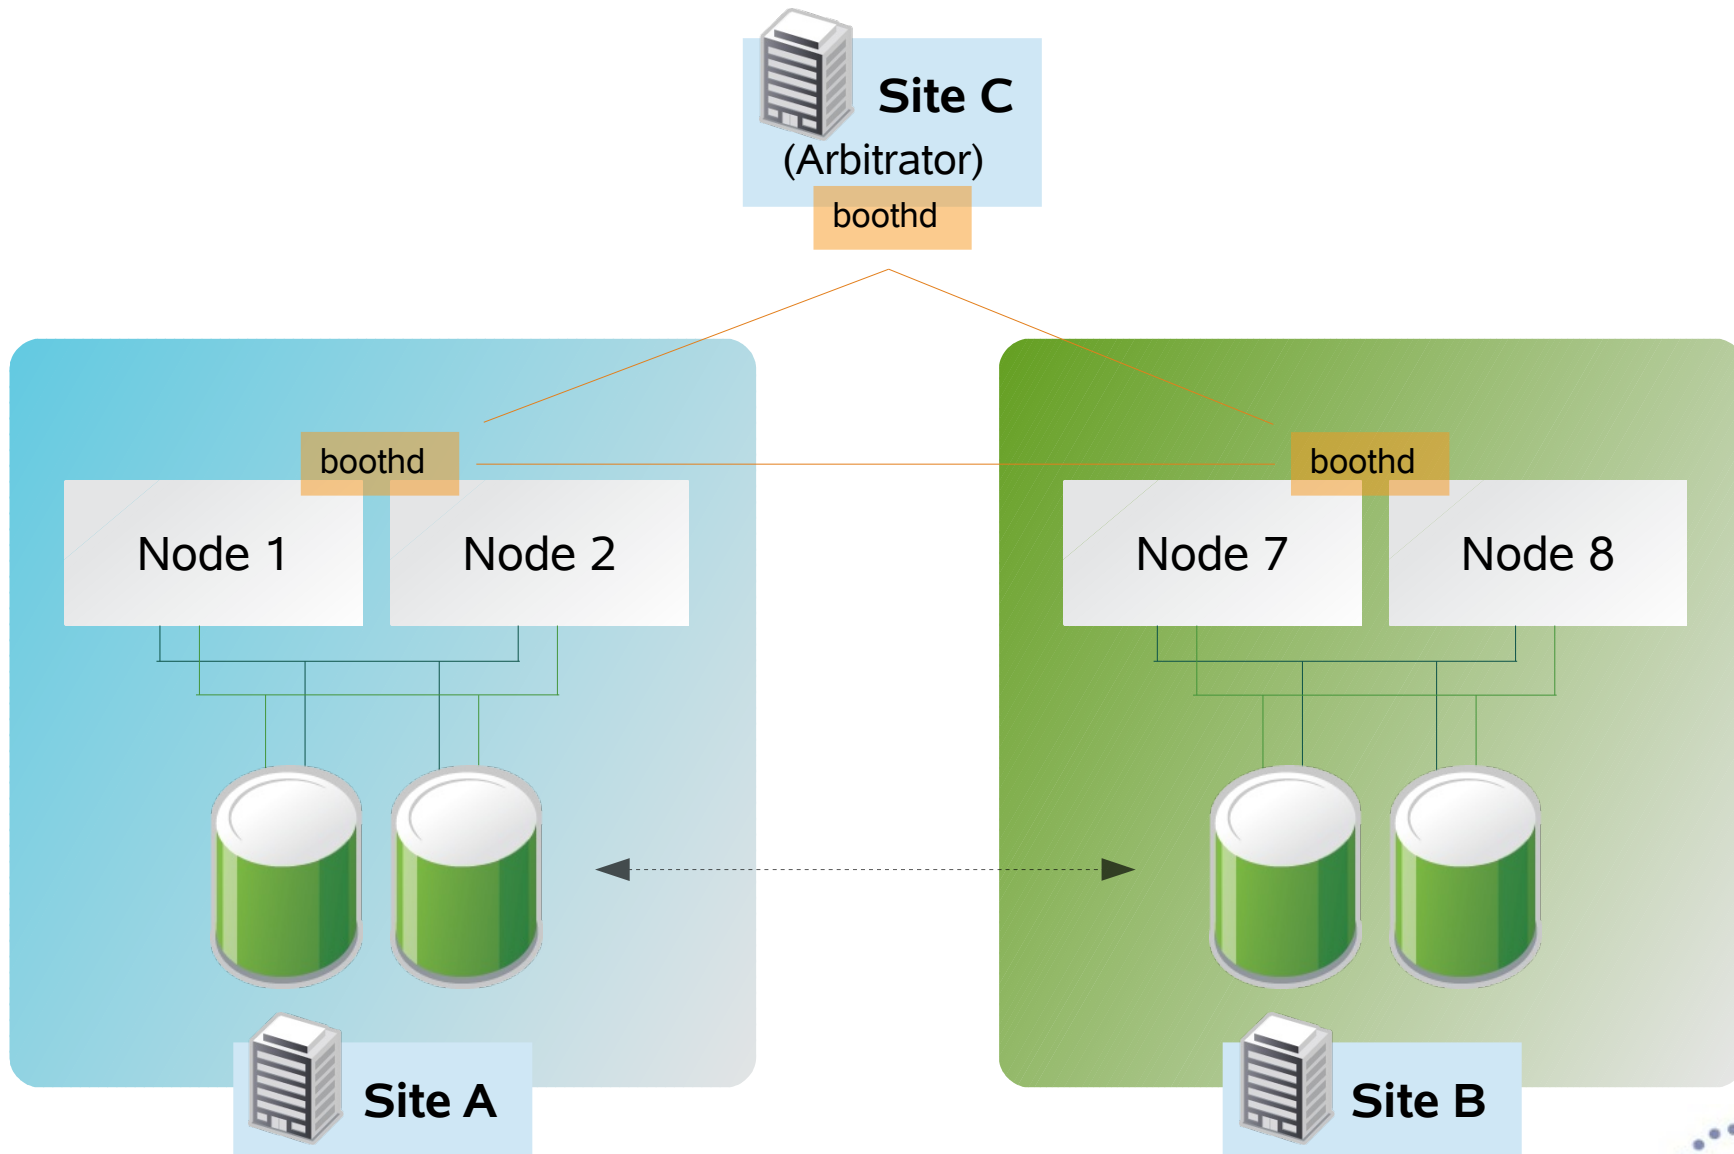 Site C
(Arbitrator)
boothd
boothd
boothd
Node 1
Node 2
Node 7
Node 8
Site A
Site B